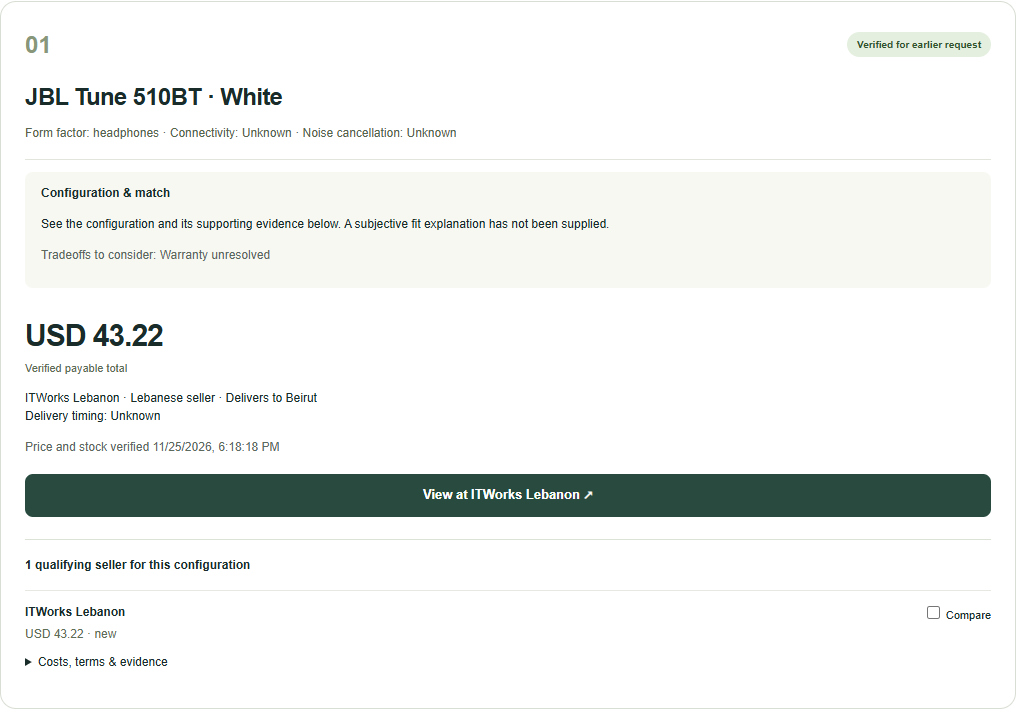 01
Verified for earlier request
JBL Tune 510BT · White
Form factor: headphones · Connectivity: Unknown · Noise cancellation: Unknown
Configuration & match
See the configuration and its supporting evidence below. A subjective fit explanation has not been supplied.
Tradeoffs to consider: Warranty unresolved
USD 43.22
Verified payable total
ITWorks Lebanon · Lebanese seller · Delivers to Beirut
Delivery timing: Unknown
Price and stock verified 11/25/2026, 6:18:18 PM
View at ITWorks Lebanon ↗
1 qualifying seller for this configuration
ITWorks Lebanon
Compare
USD 43.22 · new
Costs, terms & evidence